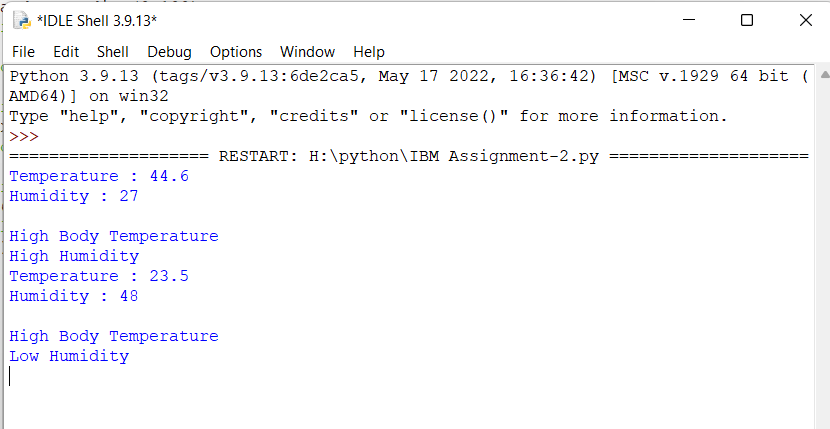 *IDLE Shell 3.9.13*
File Edit Shell Debug Options Window Help
Python 3.9.13 (tags/v3.9.13:6de2ca5, May 17 2022, 16:36:42) [MSC v.1929 64 bit (
AMD64)] on win32
Type "help", "copyright", "credits" or "license()" for more information.
>>>
==================== RESTART: H:\python\IBM Assignment-2.py ====================
Temperature : 44.6
Humidity : 27

High Body Temperature
High Humidity
Temperature : 23.5
Humidity : 48

High Body Temperature
Low Humidity